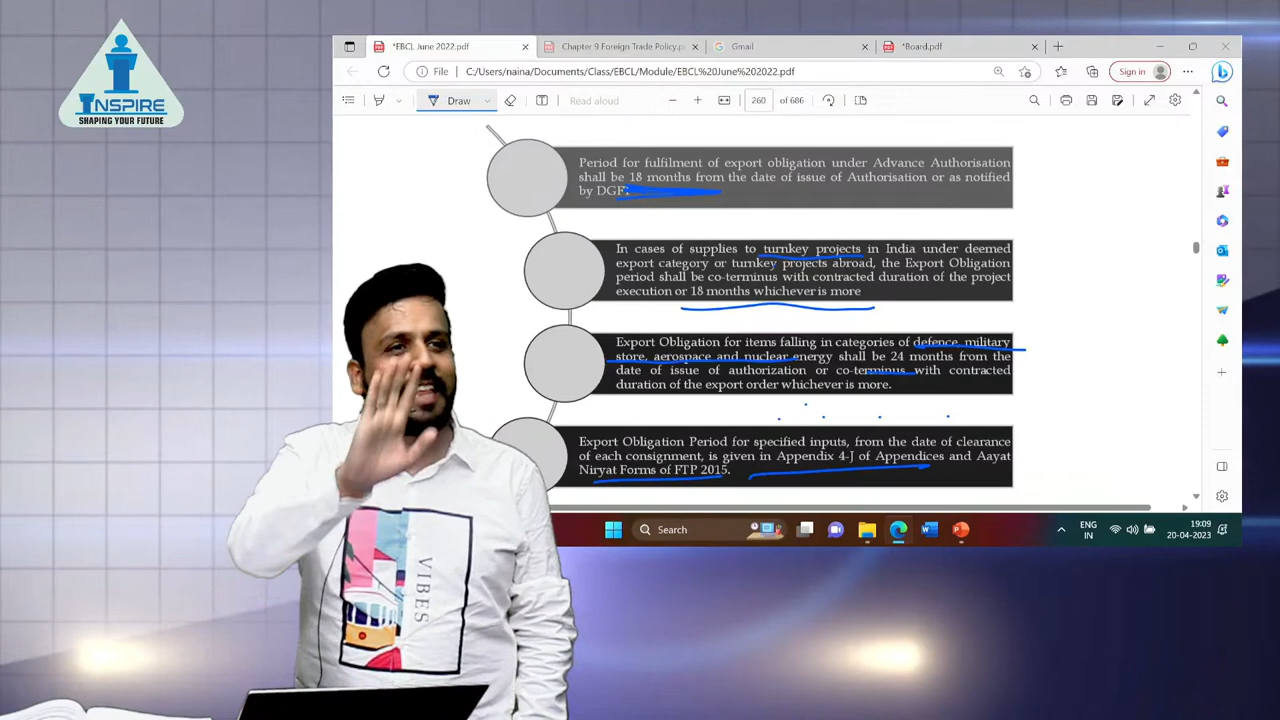 INSPIRE
SHAPING YOUR FUTURE
*EBCL June 2022.pdf
Chapter 9 Foreign Trade Policy.p
Gmail
*Board.pdf
File
C:/Users/naina/Documents/Class/EBCL/Module/EBCL%20June%202022.pdf
Sign in
Draw
Read aloud
260
of 686
Period for fulfilment of export obligation under Advance Authorisation
shall be 18 months from the date of issue of Authorisation or as notified
by DGFT
In cases of supplies to turnkey projects in India under deemed
export category or turnkey projects abroad, the Export Obligation
period shall be co-terminus with contracted duration of the project
execution or 18 months whichever is more
Export Obligation for items falling in categories of defence, military
store, aerospace and nuclear energy shall be 24 months from the
date of issue of authorization or co-terminus with contracted
duration of the export order whichever is more.
Export Obligation Period for specified inputs, from the date of clearance
of each consignment, is given in Appendix 4-J of Appendices and Aayat
Niryat Forms of FTP 2015.
VIBES
Search
ENG
IN
19:09
20-04-2023